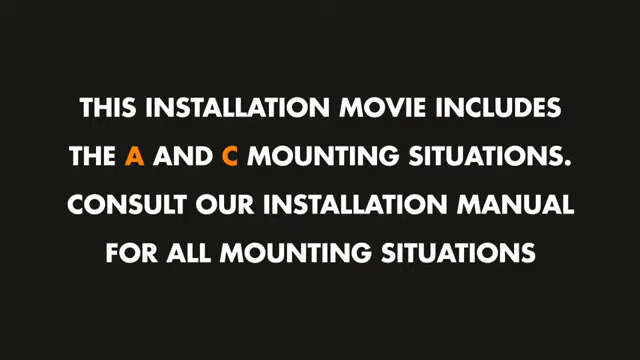 THIS INSTALLATION MOVIE INCLUDES
THE A AND C MOUNTING SITUATIONS.
CONSULT OUR INSTALLATION MANUAL
FOR ALL MOUNTING SITUATIONS